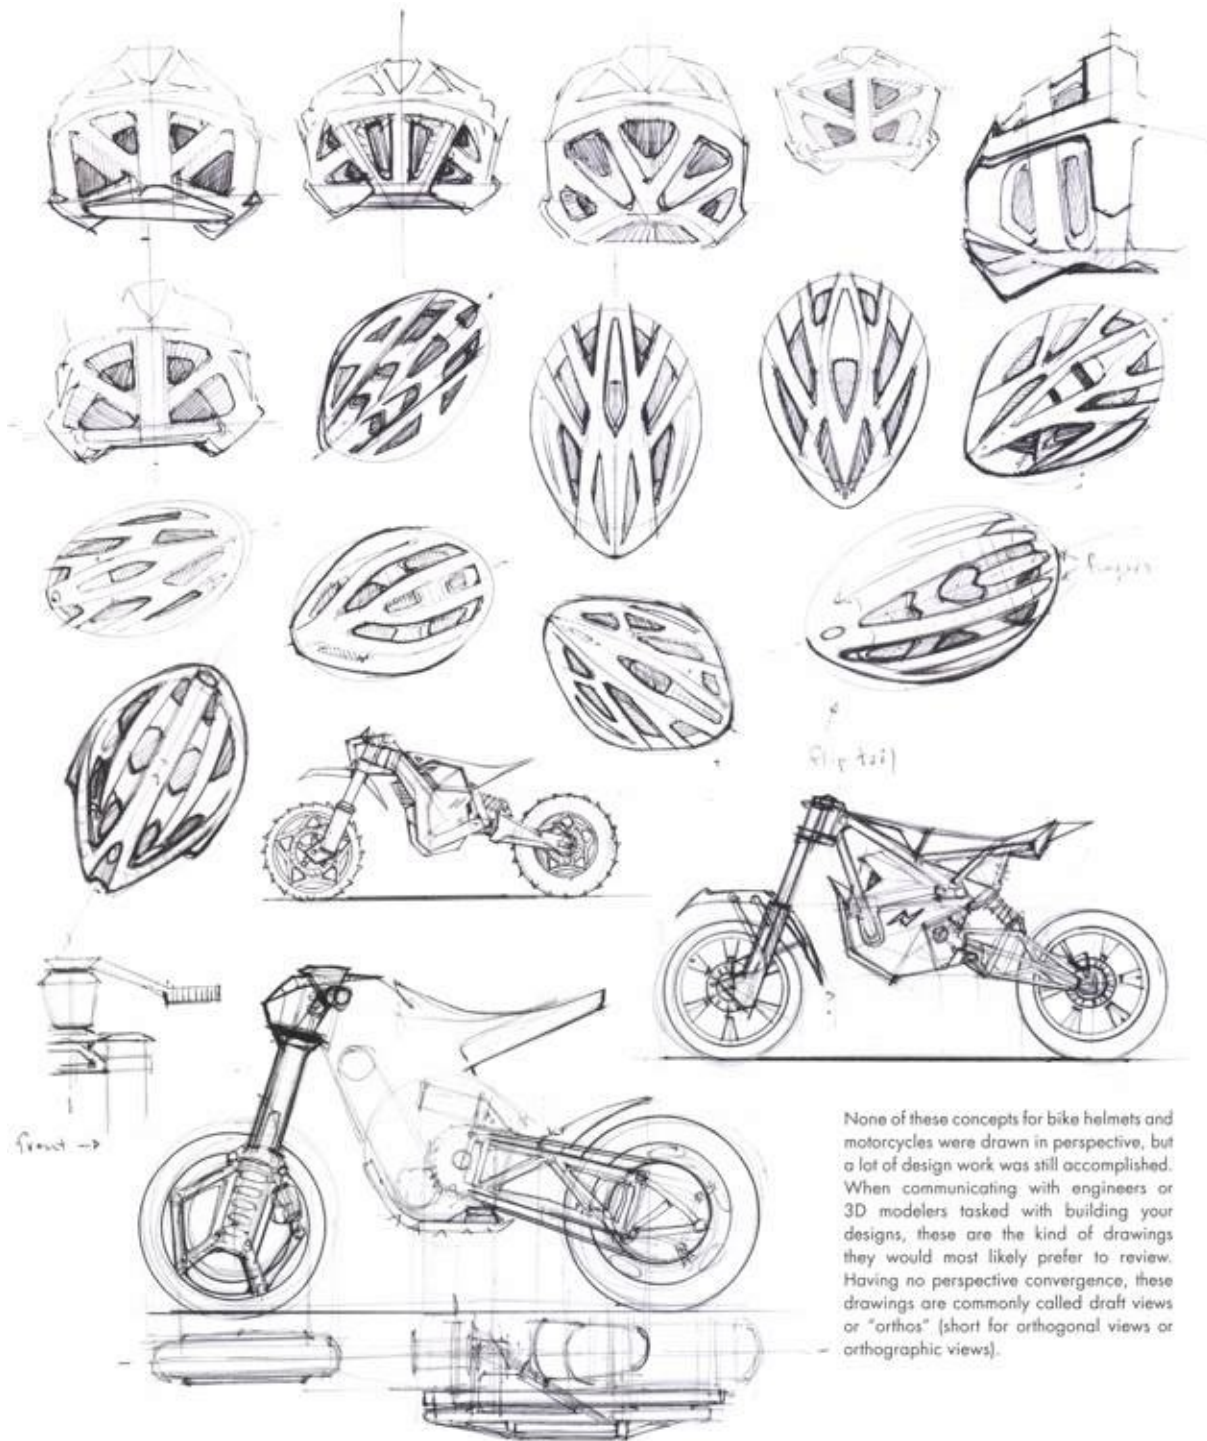 fingers
flip tail
front →
None of these concepts for bike helmets and
motorcycles were drawn in perspective, but
a lot of design work was still accomplished.
When communicating with engineers or
3D modelers tasked with building your
designs, these are the kind of drawings
they would most likely prefer to review.
Having no perspective convergence, these
drawings are commonly called draft views
or "orthos" (short for orthogonal views or
orthographic views).